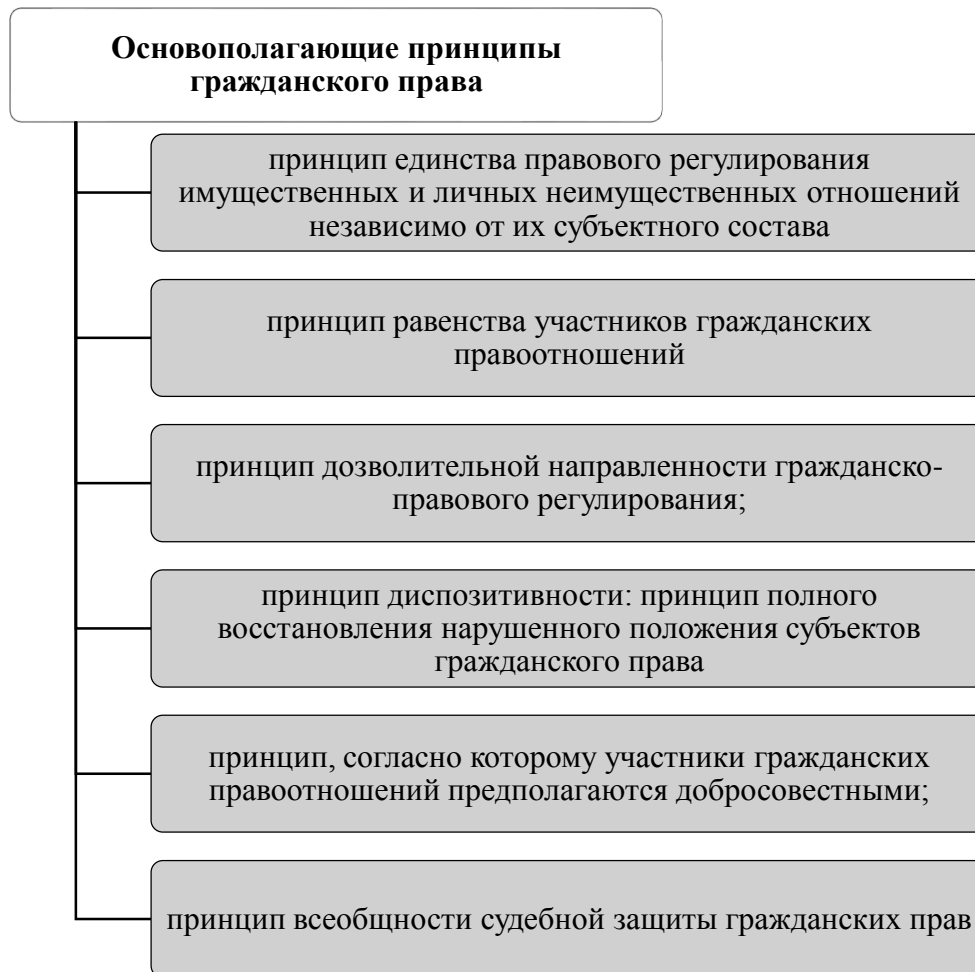 Основополагающие принципы
гражданского права
принцип единства правового регулирования
имущественных и личных неимущественных отношений
независимо от их субъектного состава
принцип равенства участников гражданских
правоотношений
принцип дозволительной направленности гражданско-
правового регулирования;
принцип диспозитивности: принцип полного
восстановления нарушенного положения субъектов
гражданского права
принцип, согласно которому участники гражданских
правоотношений предполагаются добросовестными;
принцип всеобщности судебной защиты гражданских прав